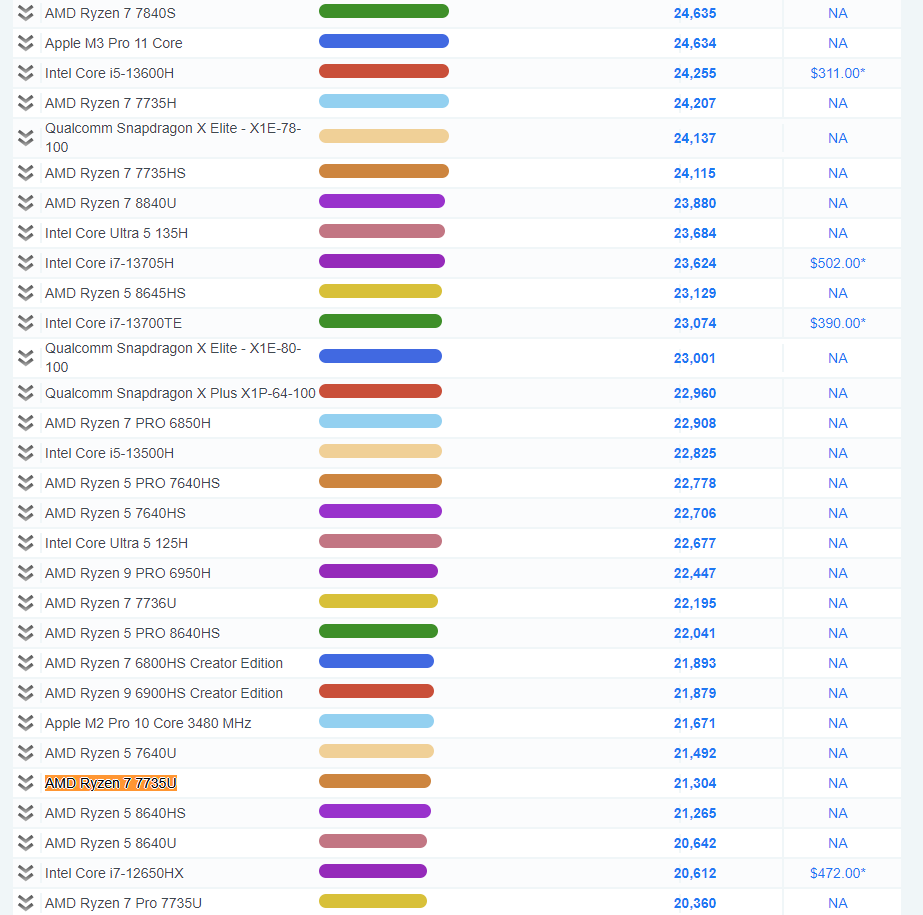 AMD Ryzen 7 7840S 24,635 NA
Apple M3 Pro 11 Core 24,634 NA
Intel Core i5-13600H 24,255 $311.00*
AMD Ryzen 7 7735H 24,207 NA
Qualcomm Snapdragon X Elite - X1E-78-
100 24,137 NA
AMD Ryzen 7 7735HS 24,115 NA
AMD Ryzen 7 8840U 23,880 NA
Intel Core Ultra 5 135H 23,684 NA
Intel Core i7-13705H 23,624 $502.00*
AMD Ryzen 5 8645HS 23,129 NA
Intel Core i7-13700TE 23,074 $390.00*
Qualcomm Snapdragon X Elite - X1E-80-
100 23,001 NA
Qualcomm Snapdragon X Plus X1P-64-100 22,960 NA
AMD Ryzen 7 PRO 6850H 22,908 NA
Intel Core i5-13500H 22,825 NA
AMD Ryzen 5 PRO 7640HS 22,778 NA
AMD Ryzen 5 7640HS 22,706 NA
Intel Core Ultra 5 125H 22,677 NA
AMD Ryzen 9 PRO 6950H 22,447 NA
AMD Ryzen 7 7736U 22,195 NA
AMD Ryzen 5 PRO 8640HS 22,041 NA
AMD Ryzen 7 6800HS Creator Edition 21,893 NA
AMD Ryzen 9 6900HS Creator Edition 21,879 NA
Apple M2 Pro 10 Core 3480 MHz 21,671 NA
AMD Ryzen 5 7640U 21,492 NA
AMD Ryzen 7 7735U 21,304 NA
AMD Ryzen 5 8640HS 21,265 NA
AMD Ryzen 5 8640U 20,642 NA
Intel Core i7-12650HX 20,612 $472.00*
AMD Ryzen 7 Pro 7735U 20,360 NA